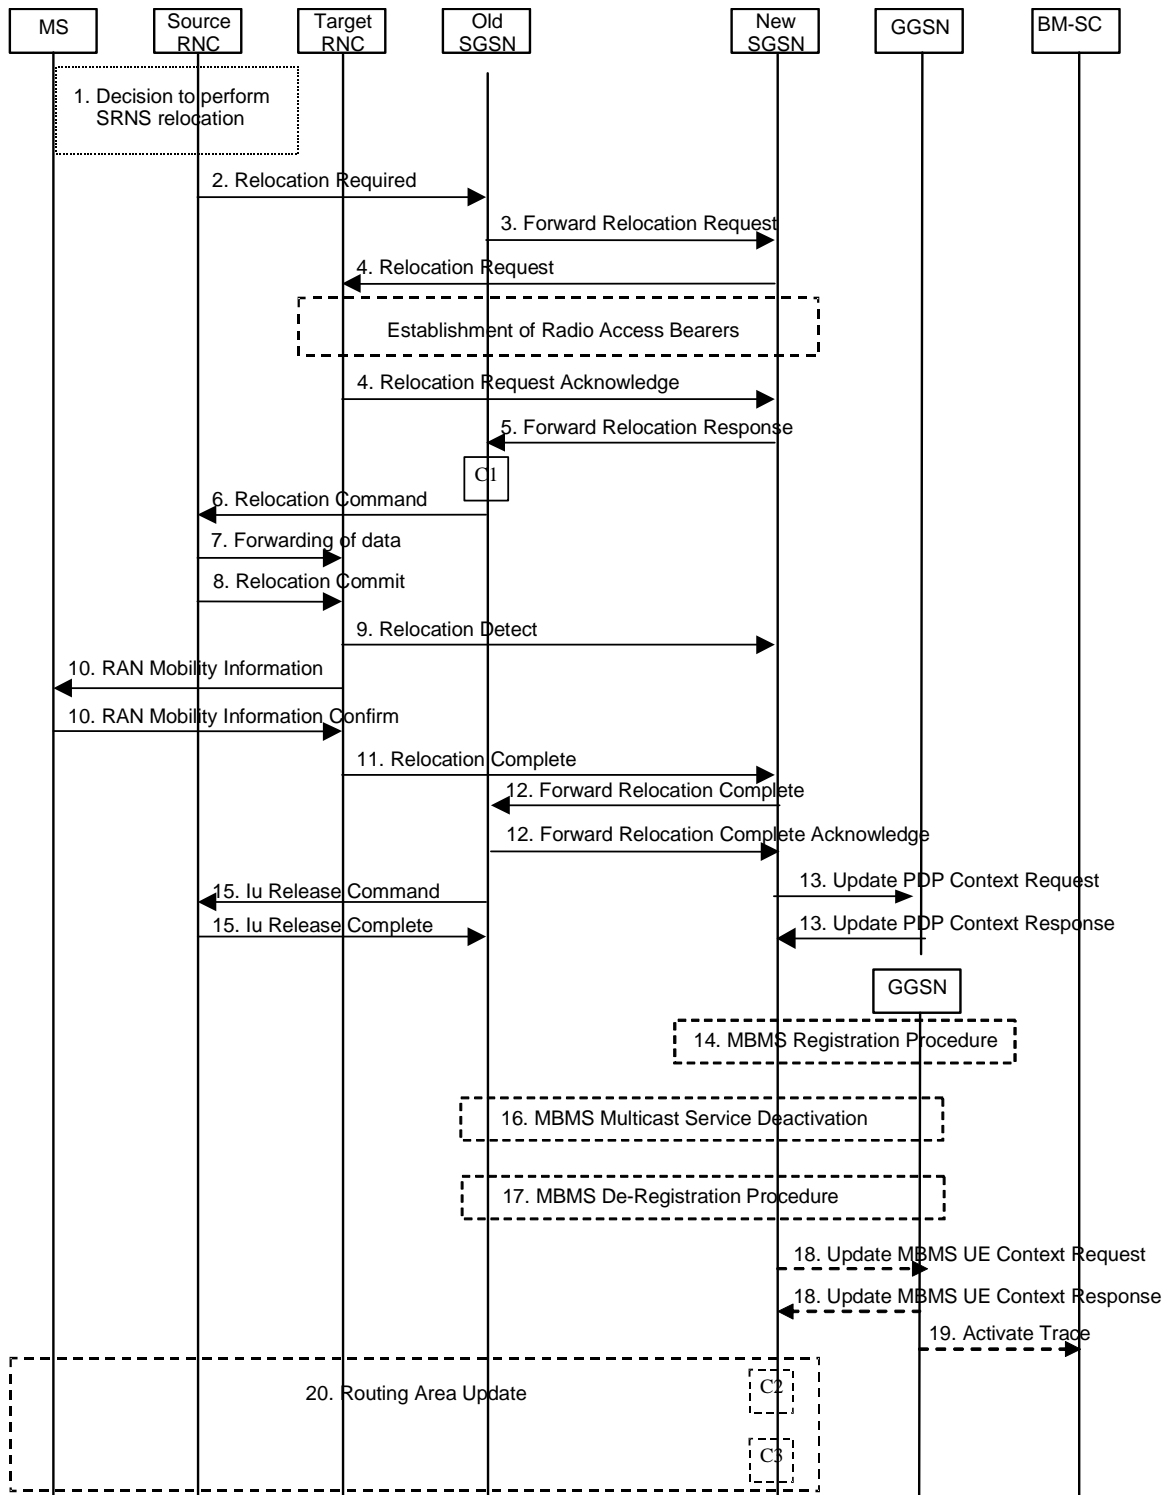 MS
Source
RNC
Target
RNC
Old
SGSN
New
SGSN
GGSN
BM-SC
1. Decision to perform
SRNS relocation
2. Relocation Required
3. Forward Relocation Request
4. Relocation Request
Establishment of Radio Access Bearers
4. Relocation Request Acknowledge
5. Forward Relocation Response
C1
6. Relocation Command
7. Forwarding of data
8. Relocation Commit
9. Relocation Detect
10. RAN Mobility Information
10. RAN Mobility Information Confirm
11. Relocation Complete
12. Forward Relocation Complete
12. Forward Relocation Complete Acknowledge
13. Update PDP Context Request
15. Iu Release Command
13. Update PDP Context Response
15. Iu Release Complete
GGSN
14. MBMS Registration Procedure
16. MBMS Multicast Service Deactivation
17. MBMS De-Registration Procedure
18. Update MBMS UE Context Request
18. Update MBMS UE Context Response
19. Activate Trace
C2
20. Routing Area Update
C3